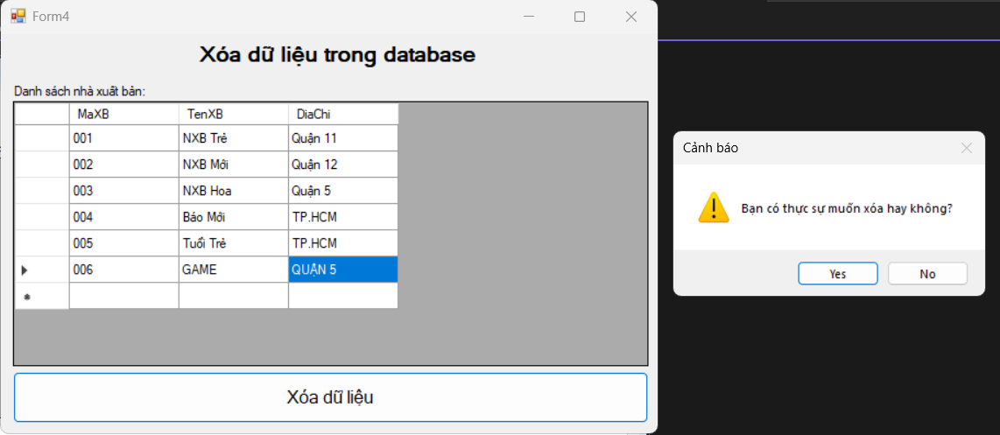 Form4
Xóa dữ liệu trong database
Danh sách nhà xuất bản:
MaXB TenXB DiaChi
001 NXB Trẻ Quận 11
002 NXB Mới Quận 12
003 NXB Hoa Quận 5
004 Báo Mới TP.HCM
005 Tuổi Trẻ TP.HCM
006 GAME QUẬN 5
Xóa dữ liệu
Cảnh báo
Bạn có thực sự muốn xóa hay không?
Yes No